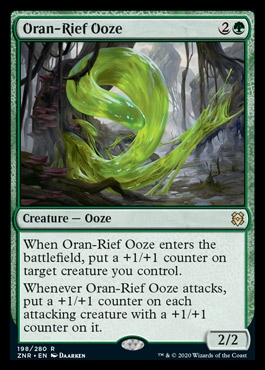 Oran-Rief Ooze 2
Creature — Ooze
When Oran-Rief Ooze enters the
battlefield, put a +1/+1 counter on
target creature you control.
Whenever Oran-Rief Ooze attacks,
put a +1/+1 counter on each
attacking creature with a +1/+1
counter on it.
2/2
198/280 R
ZNR • EN DAARKEN ™ & © 2020 Wizards of the Coast